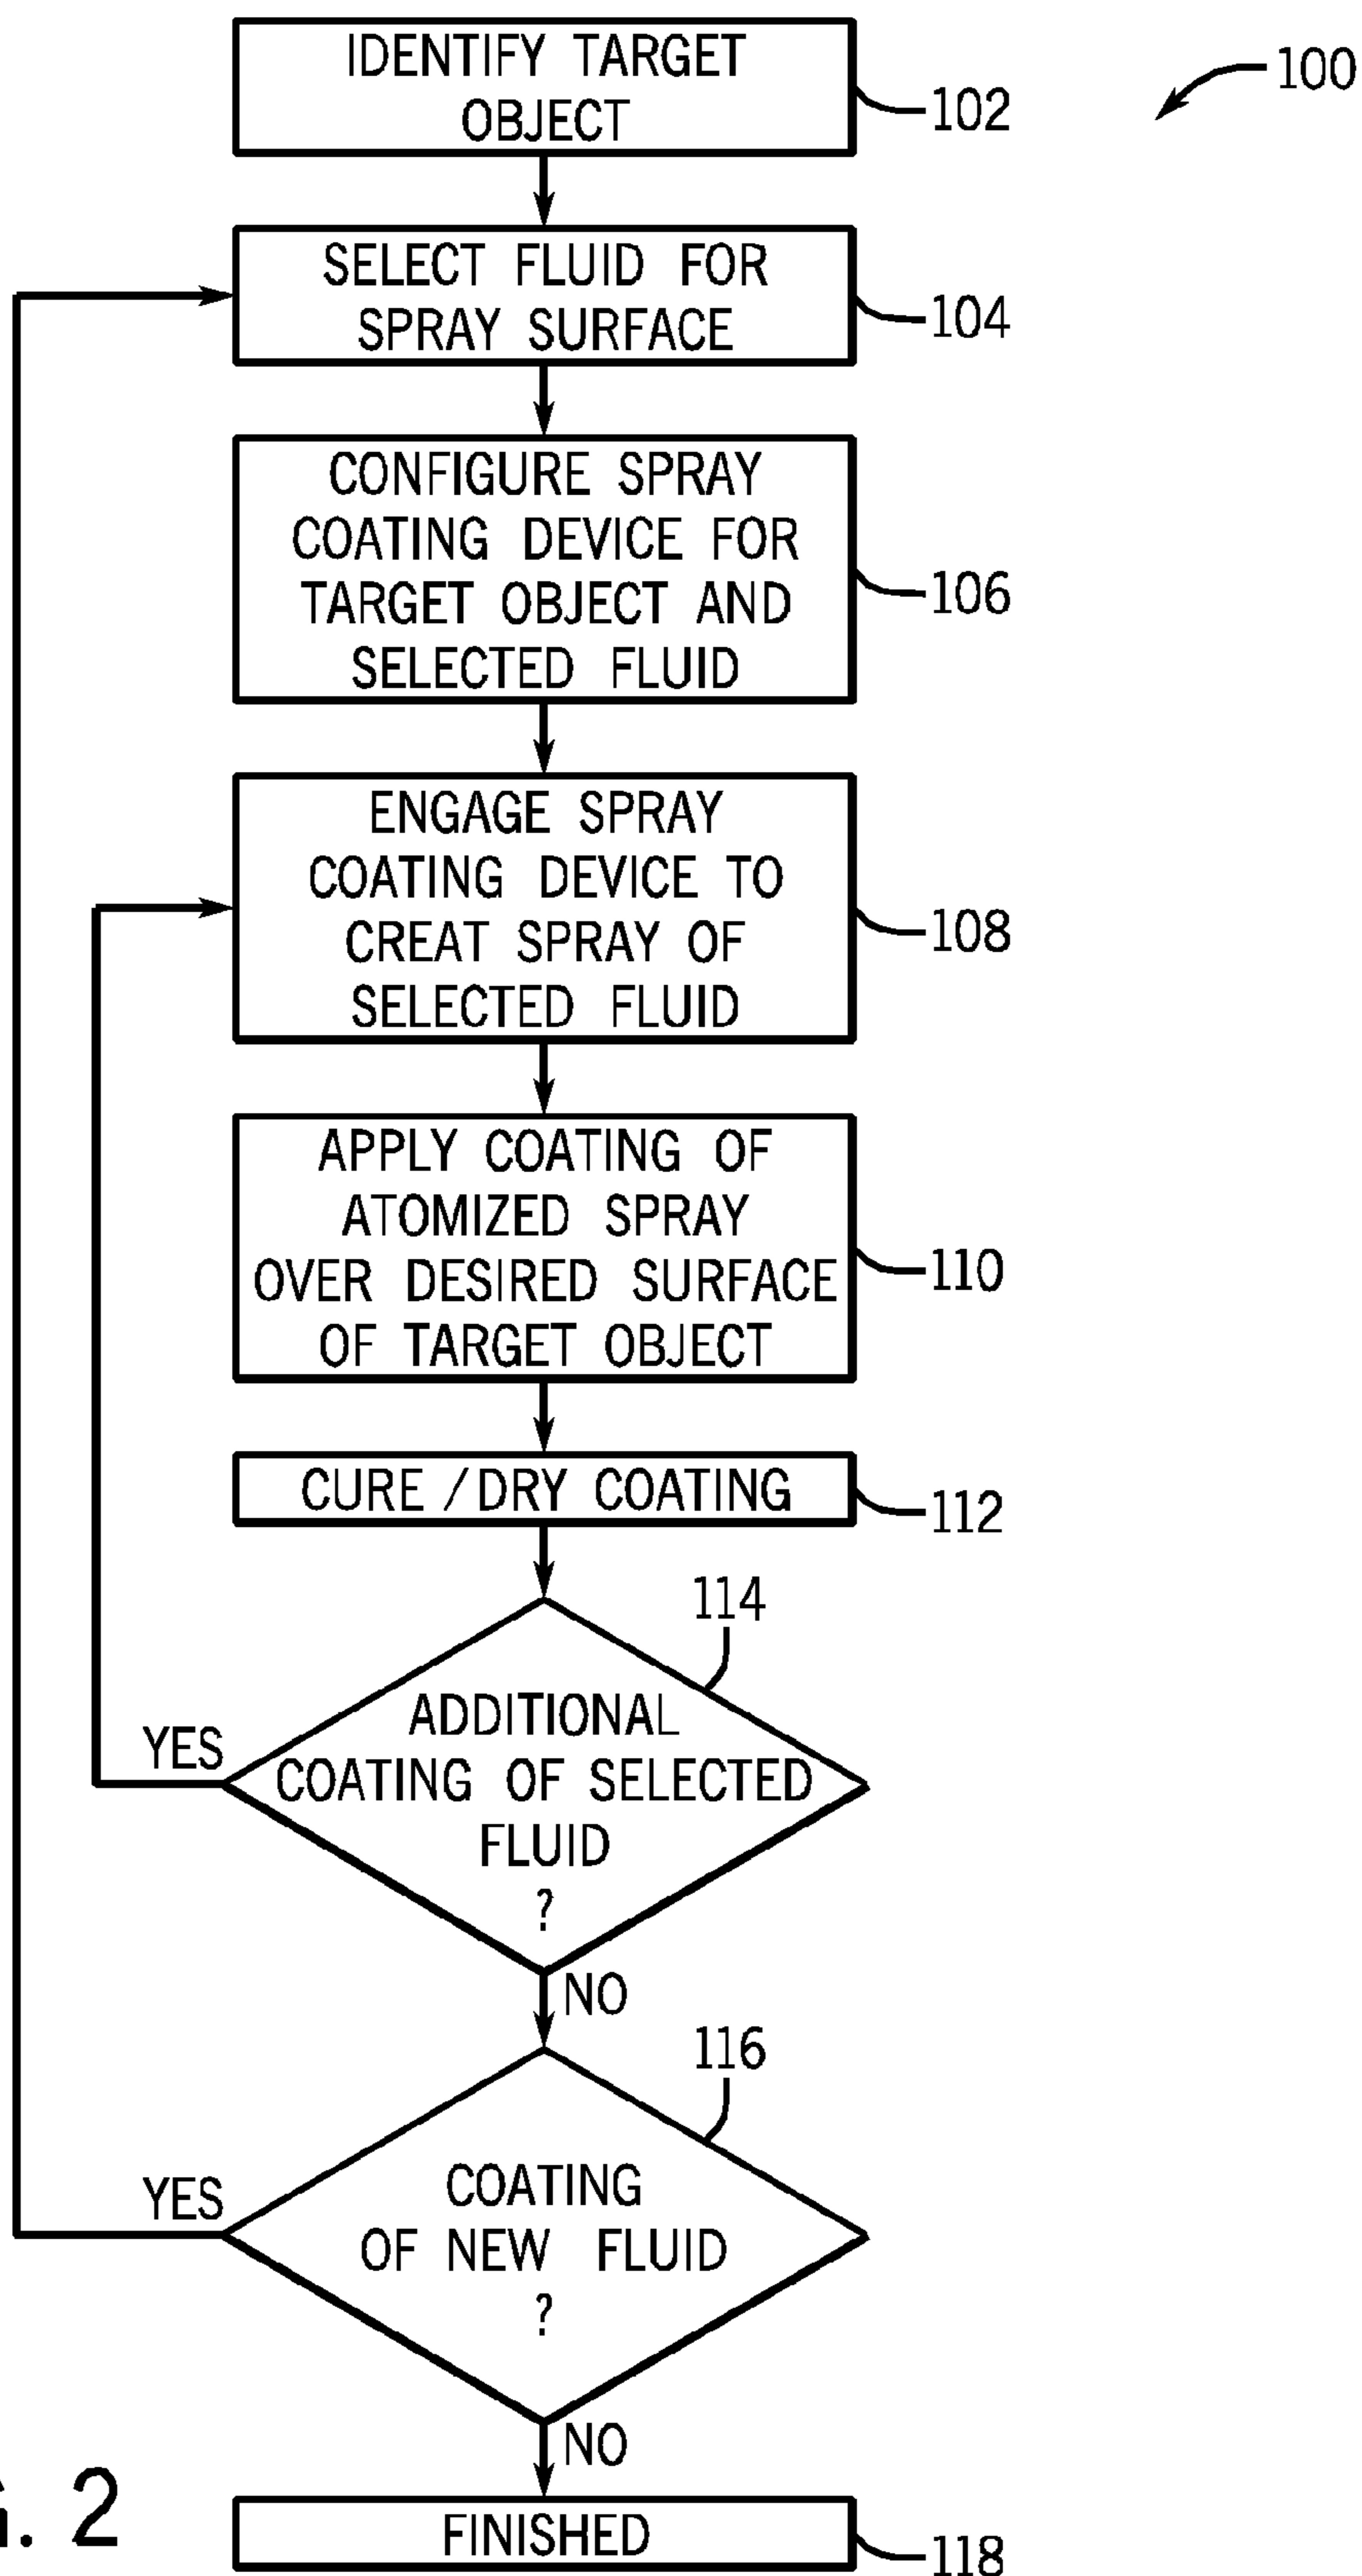 IDENTIFY TARGET
OBJECT
102
100
SELECT FLUID FOR
SPRAY SURFACE
104
CONFIGURE SPRAY
COATING DEVICE FOR
TARGET OBJECT AND
SELECTED FLUID
106
ENGAGE SPRAY
COATING DEVICE TO
CREAT SPRAY OF
SELECTED FLUID
108
APPLY COATING OF
ATOMIZED SPRAY
OVER DESIRED SURFACE
OF TARGET OBJECT
110
CURE /DRY COATING
112
114
ADDITIONAL
COATING OF SELECTED
FLUID
?
YES
NO
116
COATING
OF NEW FLUID
?
YES
NO
FINISHED
118
. 2